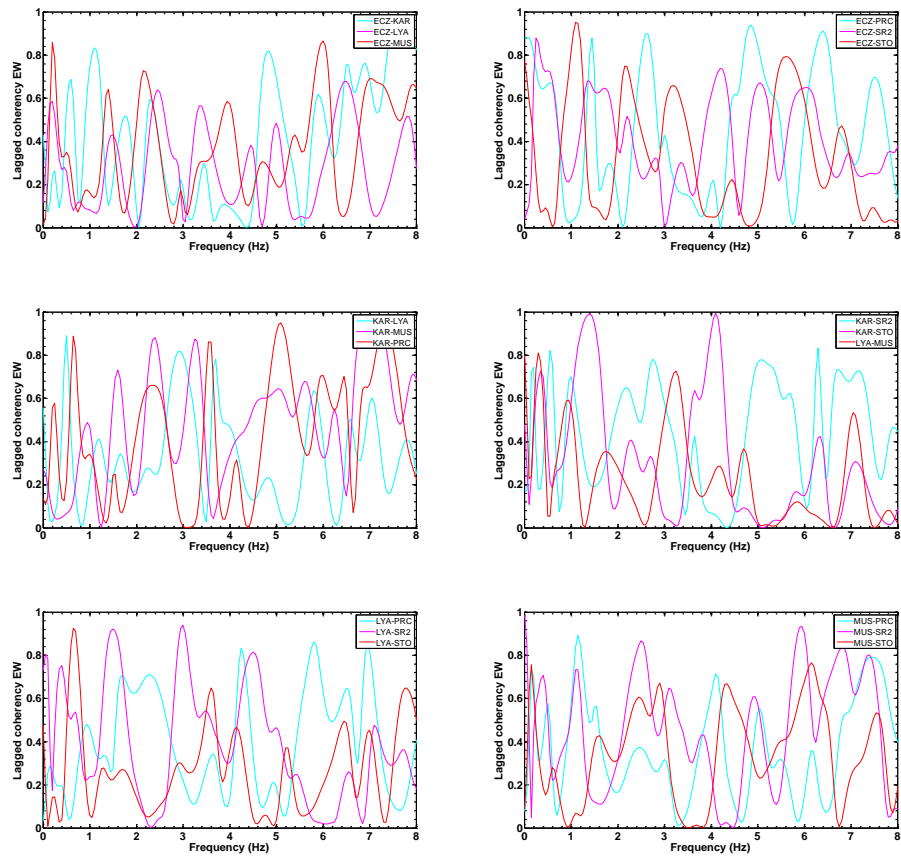 Lagged coherency EW
1
0.8
0.6
0.4
0.2
0
0 1 2 3 4 5 6 7 8
Frequency (Hz)
ECZ-KAR
ECZ-LYA
ECZ-MUS
Lagged coherency EW
1
0.8
0.6
0.4
0.2
0
0 1 2 3 4 5 6 7 8
Frequency (Hz)
ECZ-PRC
ECZ-SR2
ECZ-STO
Lagged coherency EW
1
0.8
0.6
0.4
0.2
0
0 1 2 3 4 5 6 7 8
Frequency (Hz)
KAR-LYA
KAR-MUS
KAR-PRC
Lagged coherency EW
1
0.8
0.6
0.4
0.2
0
0 1 2 3 4 5 6 7 8
Frequency (Hz)
KAR-SR2
KAR-STO
LYA-MUS
Lagged coherency EW
1
0.8
0.6
0.4
0.2
0
0 1 2 3 4 5 6 7 8
Frequency (Hz)
LYA-PRC
LYA-SR2
LYA-STO
Lagged coherency EW
1
0.8
0.6
0.4
0.2
0
0 1 2 3 4 5 6 7 8
Frequency (Hz)
MUS-PRC
MUS-SR2
MUS-STO